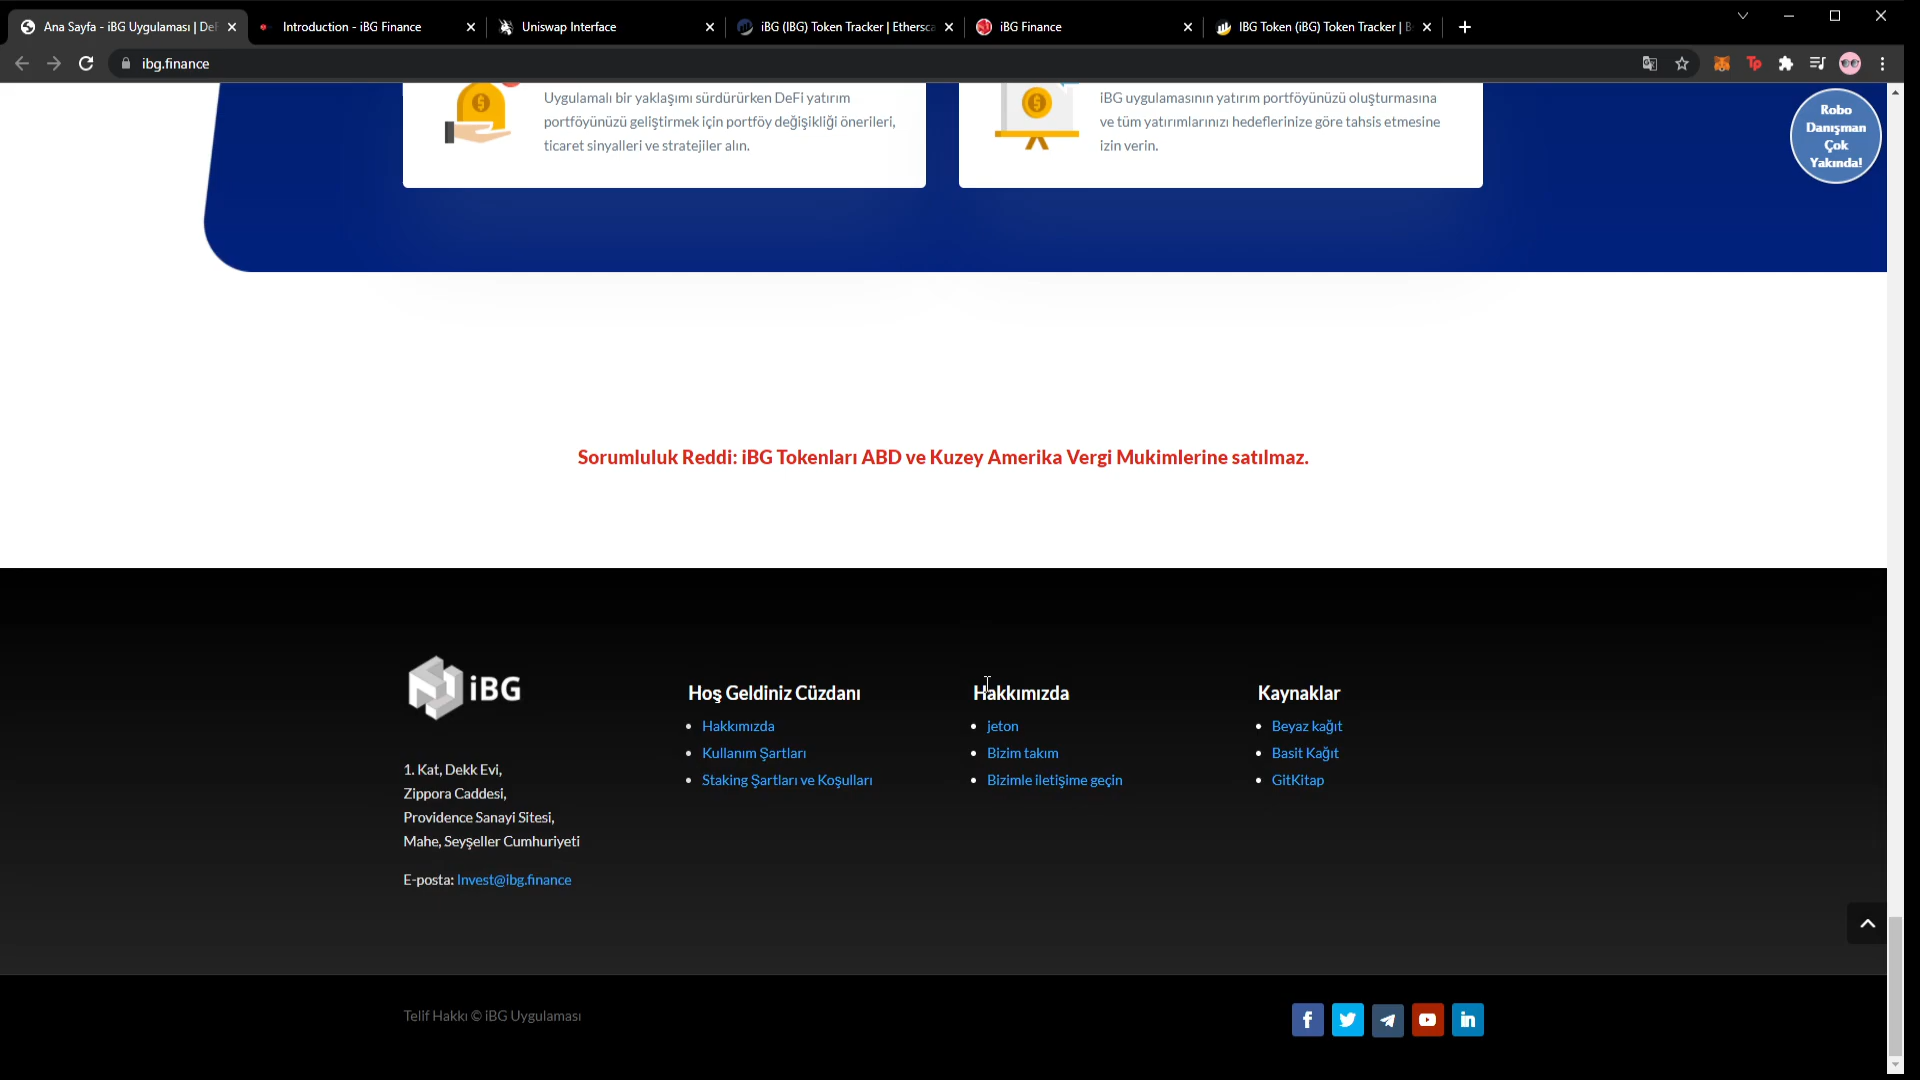 Ana Sayfa - iBG Uygulaması | DeF
Introduction - iBG Finance
Uniswap Interface
iBG (IBG) Token Tracker | Ethersca
iBG Finance
IBG Token (iBG) Token Tracker | B
ibg.finance
Tp
Uygulamalı bir yaklaşımı sürdürürken DeFi yatırım
portföyünüzü geliştirmek için portföy değişikliği önerileri,
ticaret sinyalleri ve stratejiler alın.
iBG uygulamasının yatırım portföyünüzü oluşturmasına
ve tüm yatırımlarınızı hedeflerinize göre tahsis etmesine
izin verin.
Robo
Danışman
Çok
Yakında!
Sorumluluk Reddi: iBG Tokenları ABD ve Kuzey Amerika Vergi Mukimlerine satılmaz.
iBG
1. Kat, Dekk Evi,
Zippora Caddesi,
Providence Sanayi Sitesi,
Mahe, Seyşeller Cumhuriyeti
E-posta: Invest@ibg.finance
Hoş Geldiniz Cüzdanı
Hakkımızda
Kullanım Şartları
Staking Şartları ve Koşulları
Hakkımızda
jeton
Bizim takım
Bizimle iletişime geçin
Kaynaklar
Beyaz kağıt
Basit Kağıt
GitKitap
Telif Hakkı © iBG Uygulaması